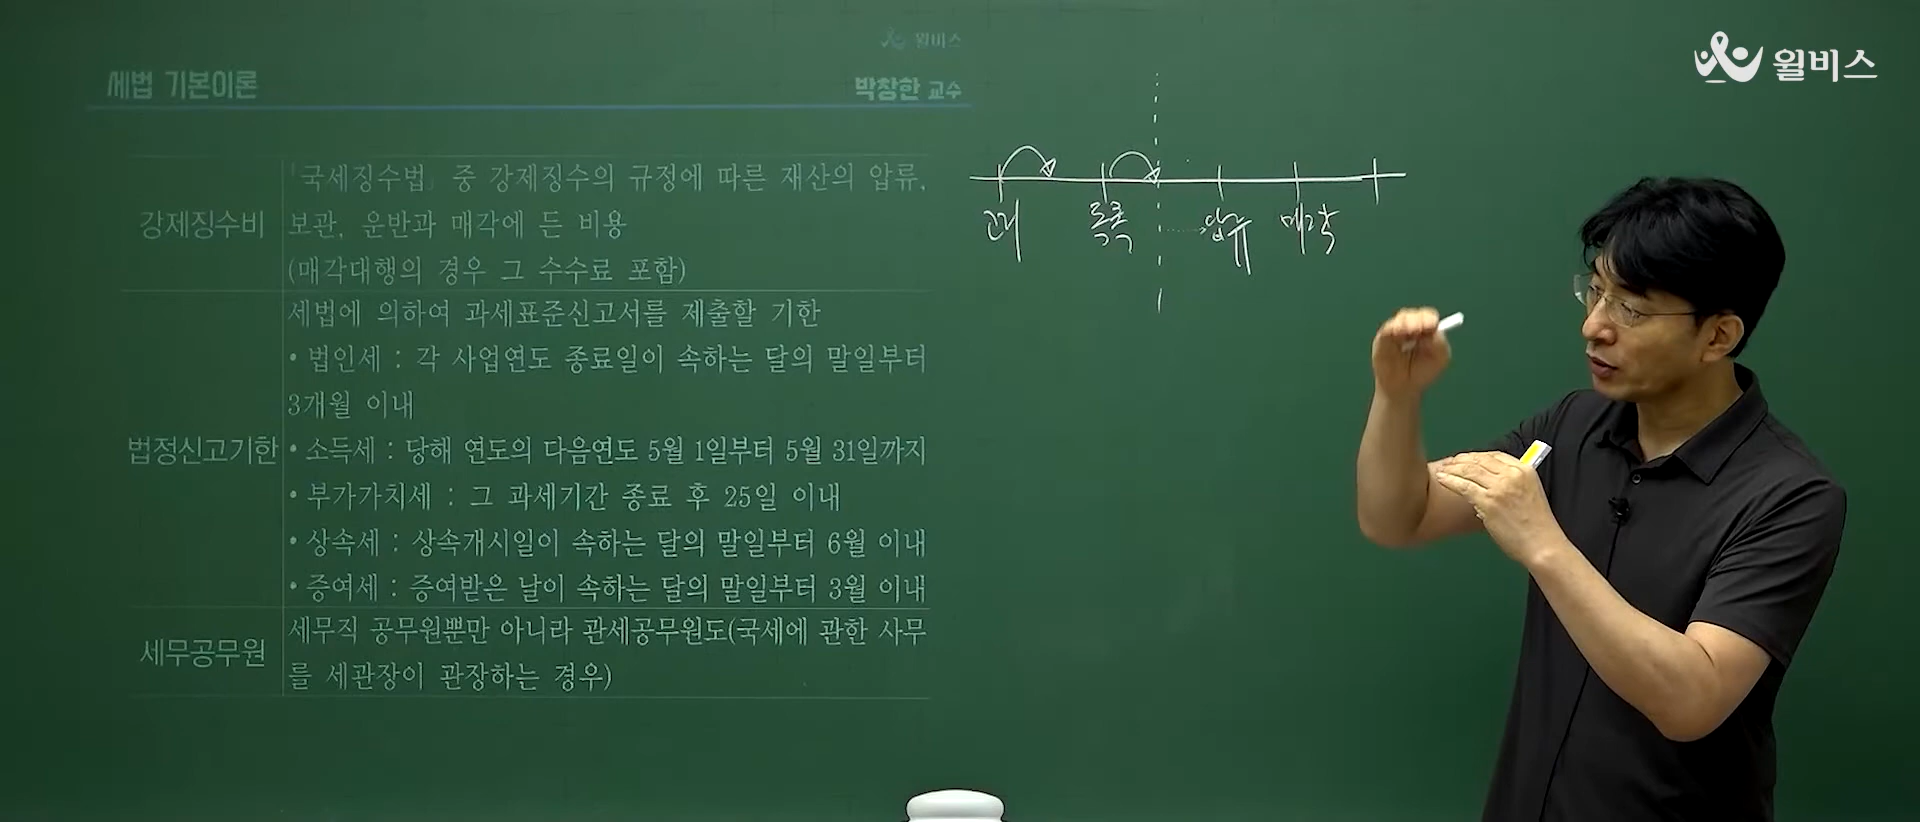 윌비스
윌비스
세법 기본이론
박창한 교수
강제징수비
「국세징수법」 중 강제징수의 규정에 따른 재산의 압류,
보관, 운반과 매각에 든 비용
(매각대행의 경우 그 수수료 포함)
법정신고기한
세법에 의하여 과세표준신고서를 제출할 기한
• 법인세 : 각 사업연도 종료일이 속하는 달의 말일부터
3개월 이내
• 소득세 : 당해 연도의 다음연도 5월 1일부터 5월 31일까지
• 부가가치세 : 그 과세기간 종료 후 25일 이내
• 상속세 : 상속개시일이 속하는 달의 말일부터 6월 이내
• 증여세 : 증여받은 날이 속하는 달의 말일부터 3월 이내
세무공무원
세무직 공무원뿐만 아니라 관세공무원도(국세에 관한 사무
를 세관장이 관장하는 경우)
고지 독촉 압류 매각